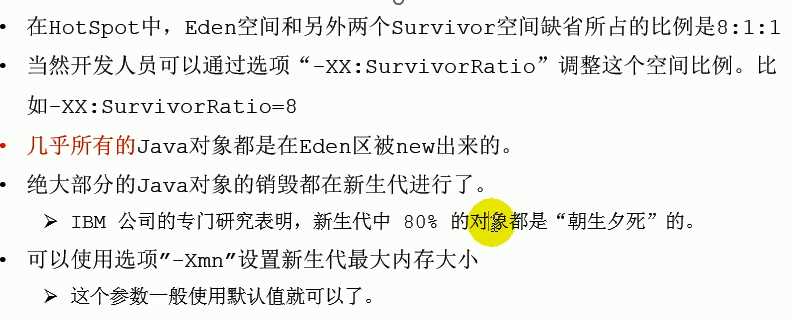 • 在HotSpot中，Eden空间和另外两个Survivor空间缺省所占的比例是8:1:1
• 当然开发人员可以通过选项“-XX:SurvivorRatio”调整这个空间比例。比
如-XX:SurvivorRatio=8
• 几乎所有的Java对象都是在Eden区被new出来的。
• 绝大部分的Java对象的销毁都在新生代进行了。
➢ IBM 公司的专门研究表明，新生代中 80% 的对象都是“朝生夕死”的。
• 可以使用选项"-Xmn"设置新生代最大内存大小
➢ 这个参数一般使用默认值就可以了。